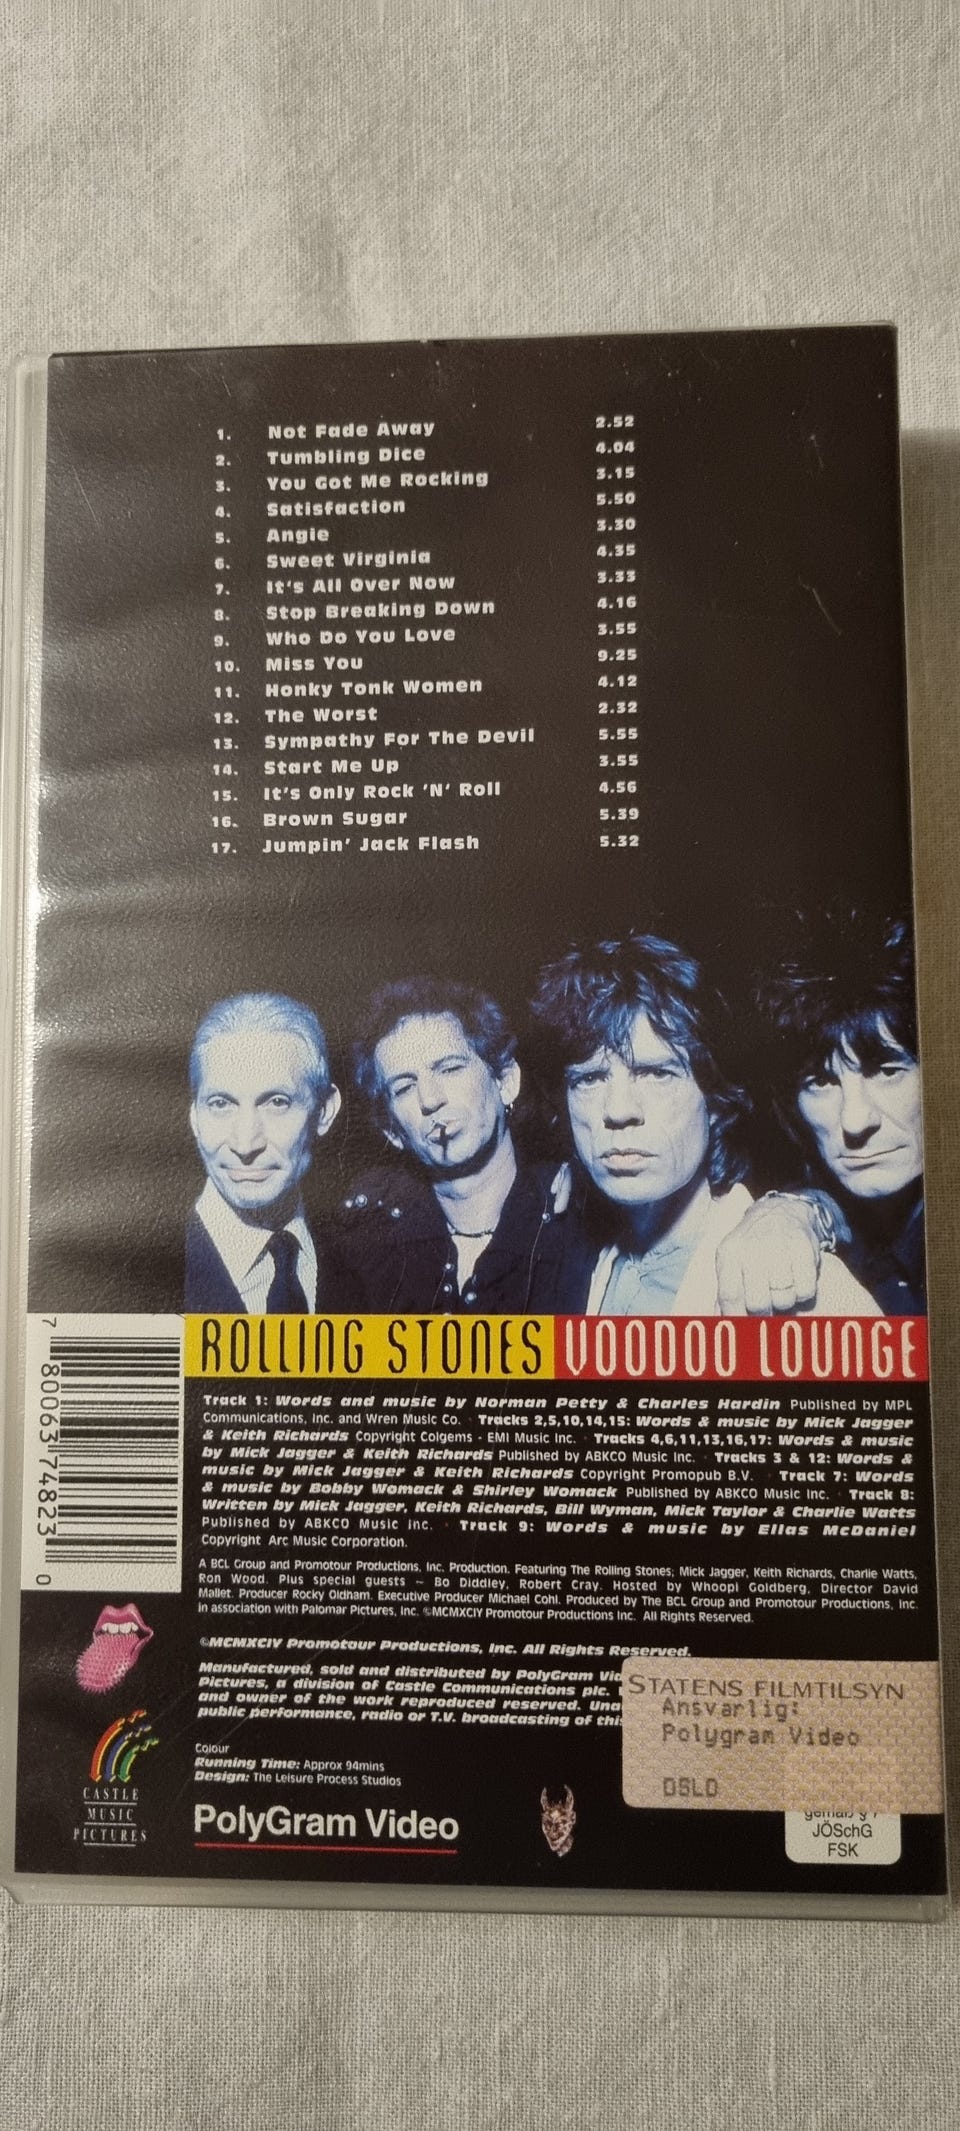 1. Not Fade Away 2.52
2. Tumbling Dice 4.04
3. You Got Me Rocking 3.15
4. Satisfaction 5.50
5. Angie 3.30
6. Sweet Virginia 4.35
7. It's All Over Now 3.33
8. Stop Breaking Down 4.16
9. Who Do You Love 3.55
10. Miss You 9.25
11. Honky Tonk Women 4.12
12. The Worst 2.32
13. Sympathy For The Devil 5.55
14. Start Me Up 3.55
15. It's Only Rock 'N' Roll 4.56
16. Brown Sugar 5.39
17. Jumpin' Jack Flash 5.32
ROLLING STONES VOODOO LOUNGE
7 80063 74823 0
Track 1: Words and music by Norman Petty & Charles Hardin Published by MPL
Communications, Inc. and Wren Music Co. · Tracks 2,5,10,14,15: Words & music by Mick Jagger
& Keith Richards Copyright Colgems - EMI Music Inc. · Tracks 4,6,11,13,16,17: Words & music
by Mick Jagger & Keith Richards Published by ABKCO Music Inc. · Tracks 3 & 12: Words &
music by Mick Jagger & Keith Richards Copyright Promopub B.V. · Track 7: Words
& music by Bobby Womack & Shirley Womack Published by ABKCO Music Inc. · Track 8:
Written by Mick Jagger, Keith Richards, Bill Wyman, Mick Taylor & Charlie Watts
Published by ABKCO Music Inc. · Track 9: Words & music by Ellas McDaniel
Copyright Arc Music Corporation.
A BCL Group and Promotour Productions, Inc. Production. Featuring The Rolling Stones; Mick Jagger, Keith Richards, Charlie Watts,
Ron Wood. Plus special guests – Bo Diddley, Robert Cray. Hosted by Whoopi Goldberg. Director David
Mallet. Producer Rocky Oldham. Executive Producer Michael Cohl. Produced by The BCL Group and Promotour Productions, Inc.
in association with Palomar Pictures, Inc. ©MCMXCIY Promotour Productions Inc. All Rights Reserved.
©MCMXCIY Promotour Productions, Inc. All Rights Reserved.
Manufactured, sold and distributed by PolyGram Vid
Pictures, a division of Castle Communications plc.
and owner of the work reproduced reserved. Una
public performance, radio or T.V. broadcasting of this
STATENS FILMTILSYN
Ansvarlig:
Polygram Video
OSLO
Colour
Running Time: Approx 94mins
Design: The Leisure Process Studios
CASTLE
MUSIC
PICTURES
PolyGram Video
gemäß § 7
JÖSchG
FSK